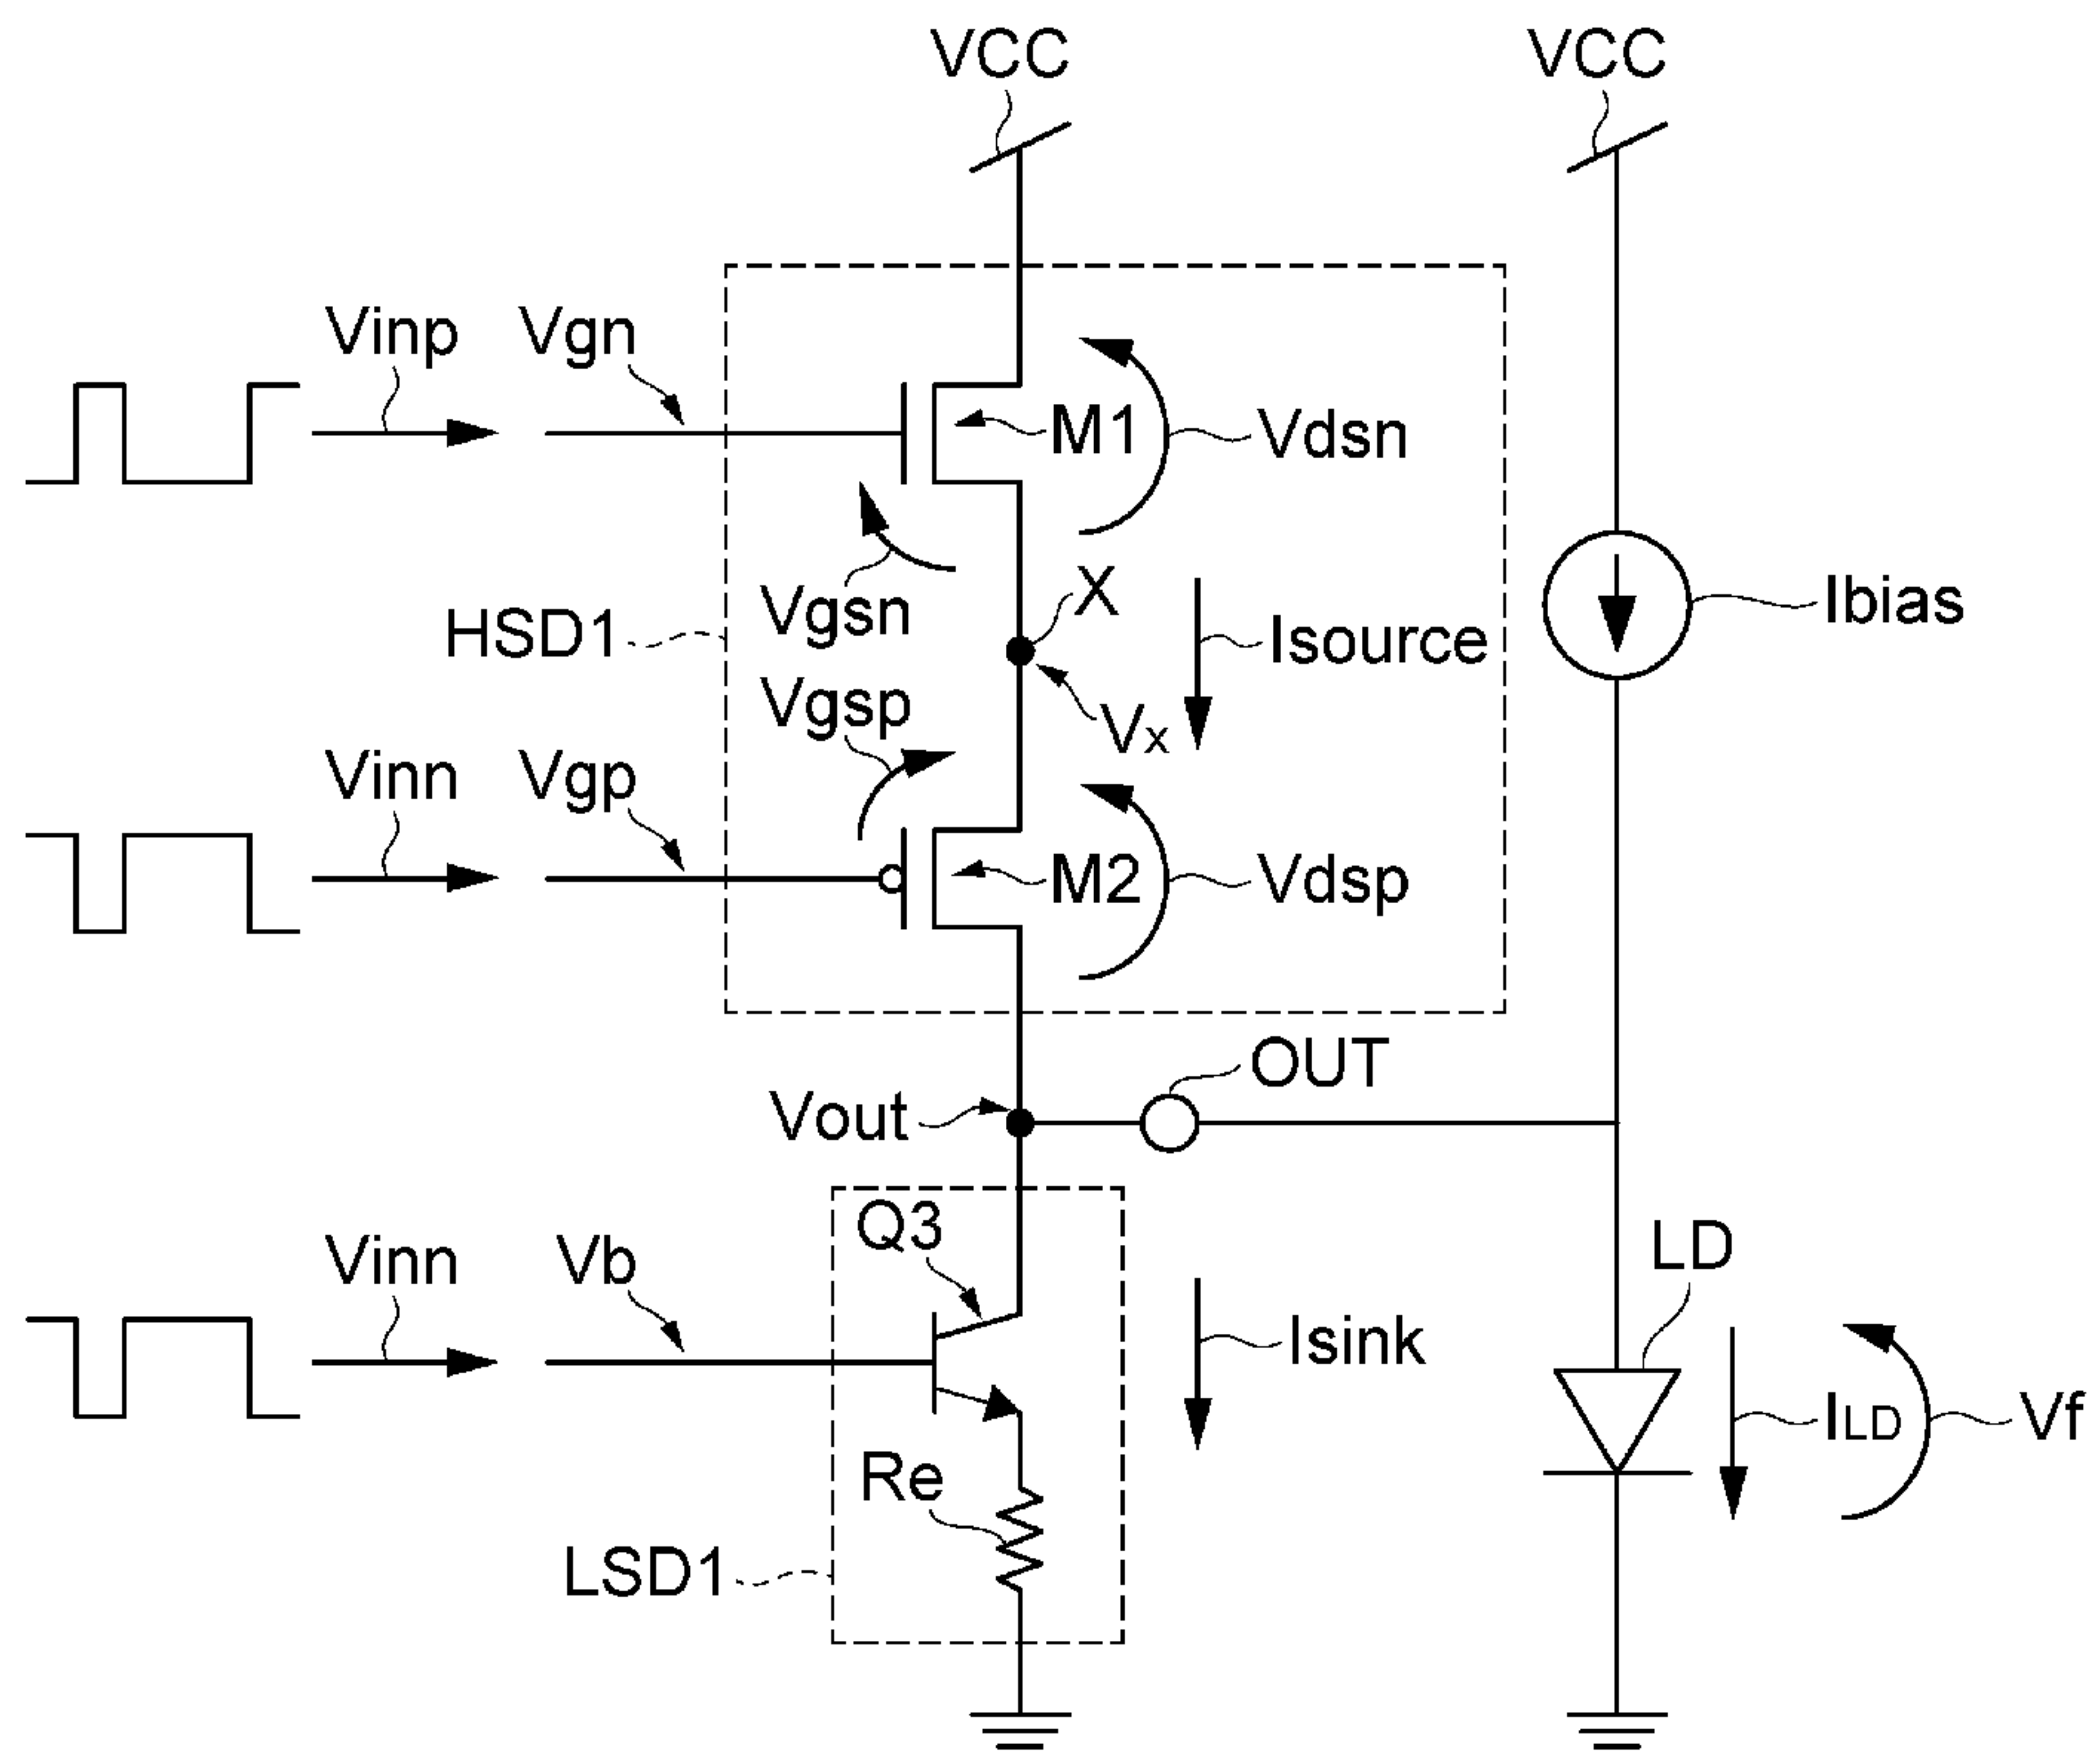 VCC
VCC
Vinp
Vgn
M1
Vdsn
Vgsn
X
HSD1
Isource
Ibias
Vgsp
Vx
Vinn
Vgp
M2
Vdsp
OUT
Vout
Q3
LD
Vinn
Vb
Isink
ILD
Vf
Re
LSD1